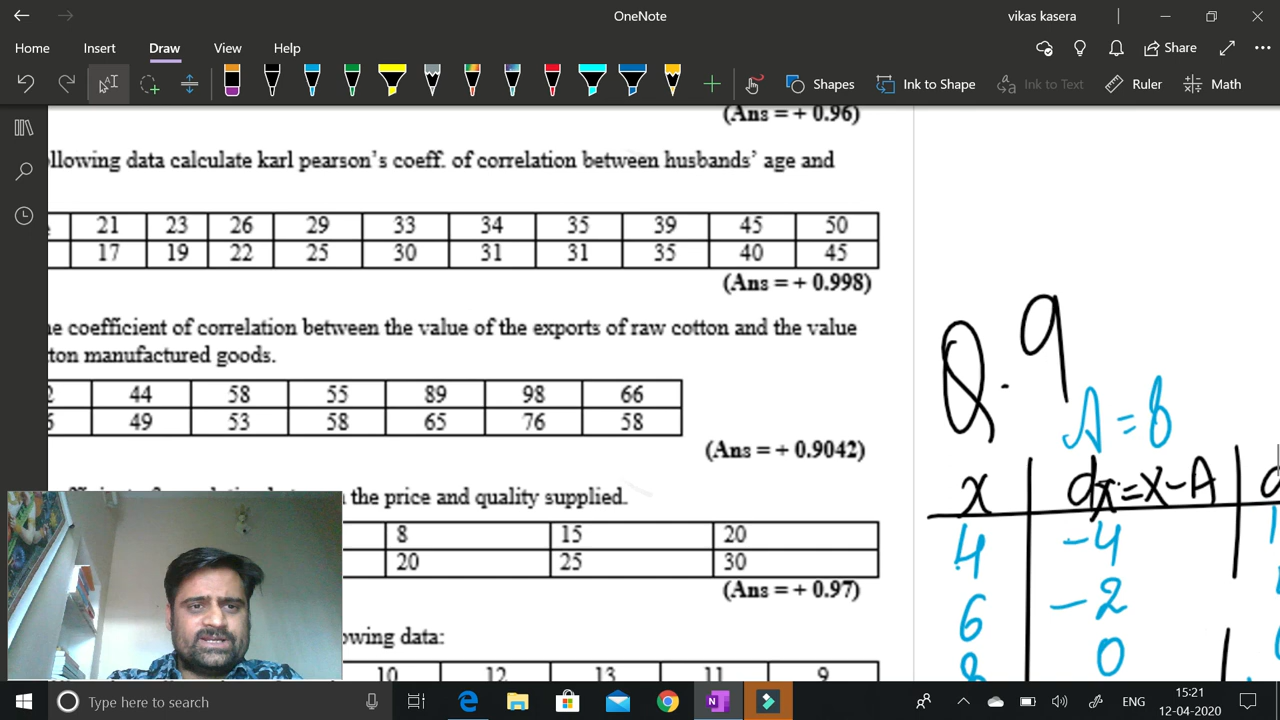 OneNote
vikas kasera
Home Insert Draw View Help
Share
Shapes Ink to Shape Ink to Text Ruler Math
(Ans = + 0.96)
llowing data calculate karl pearson's coeff. of correlation between husbands' age and
21 23 26 29 33 34 35 39 45 50
17 19 22 25 30 31 31 35 40 45
(Ans = + 0.998)
e coefficient of correlation between the value of the exports of raw cotton and the value
ton manufactured goods.
44 58 55 89 98 66
49 53 58 65 76 58
(Ans = + 0.9042)
the price and quality supplied.
8 15 20
20 25 30
(Ans = + 0.97)
owing data:
10 12 13 11 9
Q.9
A = 8
x dx = x - A d
4 -4
6 -2
8 0
Type here to search
ENG
15:21
12-04-2020